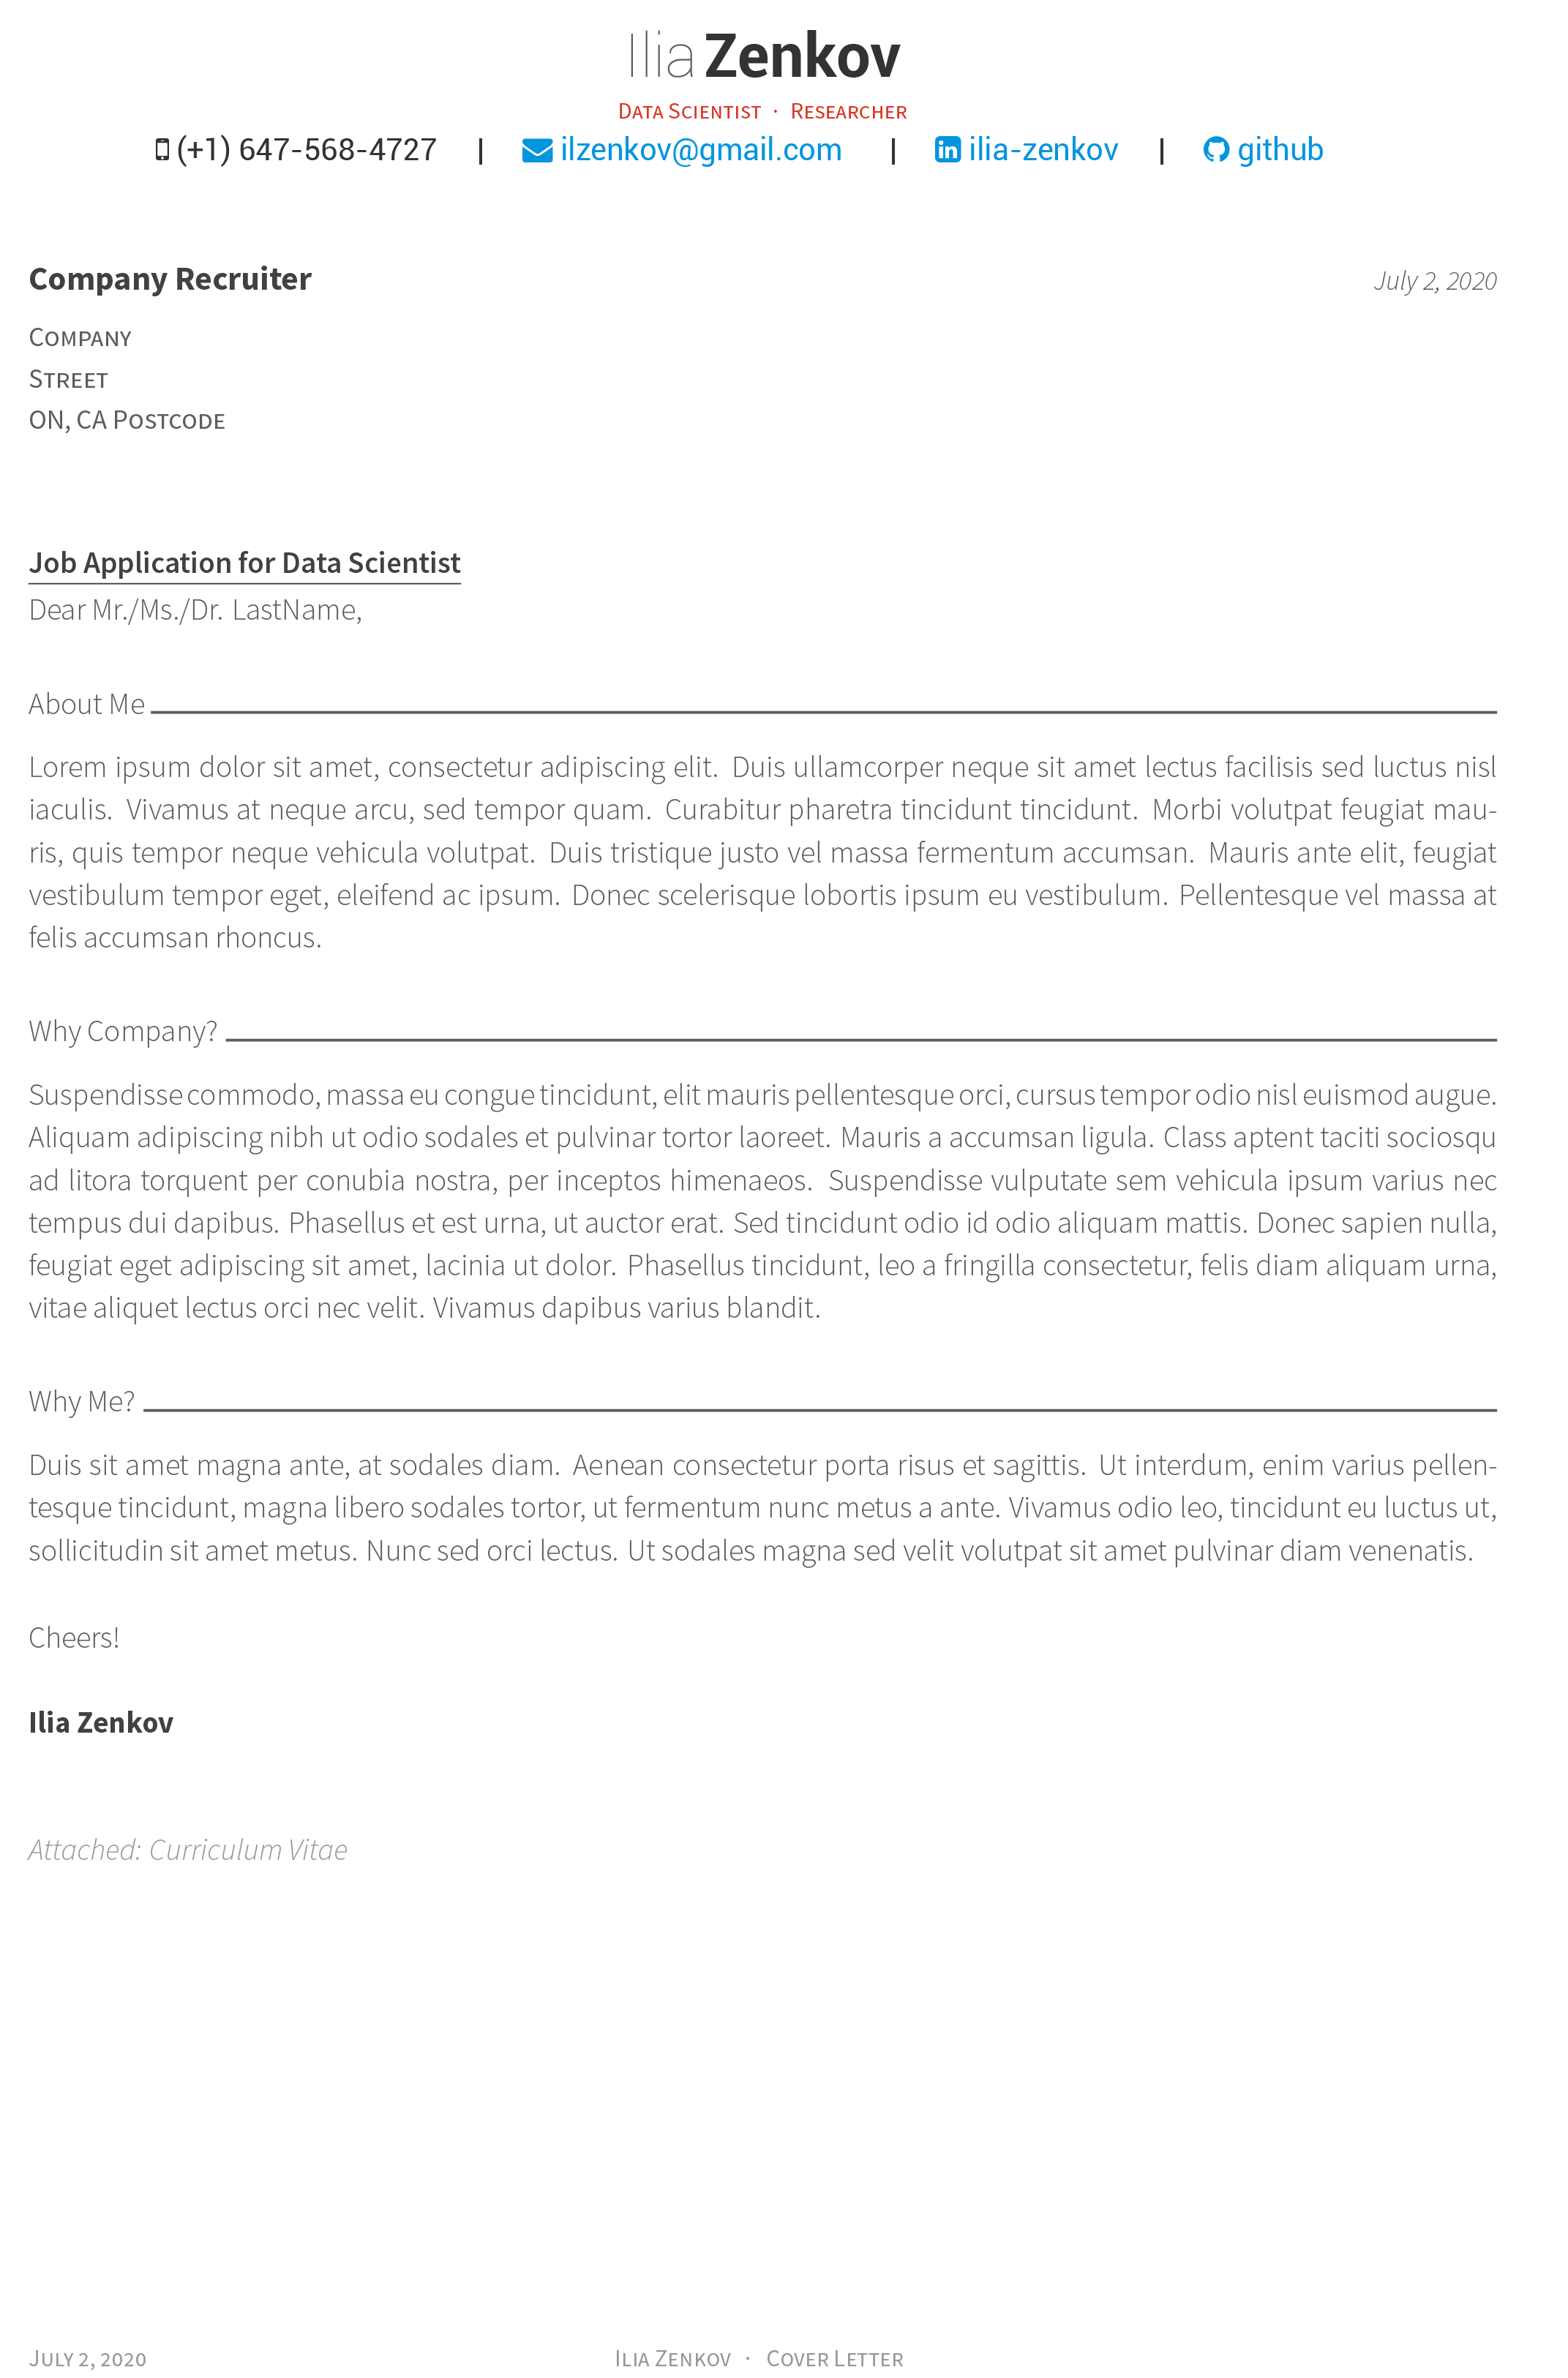 Ilia Zenkov
Data Scientist · Researcher
(+1) 647-568-4727 | ilzenkov@gmail.com | ilia-zenkov | github
Company Recruiter July 2, 2020
Company
Street
ON, CA Postcode
Job Application for Data Scientist
Dear Mr./Ms./Dr. LastName,
About Me
Lorem ipsum dolor sit amet, consectetur adipiscing elit. Duis ullamcorper neque sit amet lectus facilisis sed luctus nisl
iaculis. Vivamus at neque arcu, sed tempor quam. Curabitur pharetra tincidunt tincidunt. Morbi volutpat feugiat mau-
ris, quis tempor neque vehicula volutpat. Duis tristique justo vel massa fermentum accumsan. Mauris ante elit, feugiat
vestibulum tempor eget, eleifend ac ipsum. Donec scelerisque lobortis ipsum eu vestibulum. Pellentesque vel massa at
felis accumsan rhoncus.
Why Company?
Suspendisse commodo, massa eu congue tincidunt, elit mauris pellentesque orci, cursus tempor odio nisl euismod augue.
Aliquam adipiscing nibh ut odio sodales et pulvinar tortor laoreet. Mauris a accumsan ligula. Class aptent taciti sociosqu
ad litora torquent per conubia nostra, per inceptos himenaeos. Suspendisse vulputate sem vehicula ipsum varius nec
tempus dui dapibus. Phasellus et est urna, ut auctor erat. Sed tincidunt odio id odio aliquam mattis. Donec sapien nulla,
feugiat eget adipiscing sit amet, lacinia ut dolor. Phasellus tincidunt, leo a fringilla consectetur, felis diam aliquam urna,
vitae aliquet lectus orci nec velit. Vivamus dapibus varius blandit.
Why Me?
Duis sit amet magna ante, at sodales diam. Aenean consectetur porta risus et sagittis. Ut interdum, enim varius pellen-
tesque tincidunt, magna libero sodales tortor, ut fermentum nunc metus a ante. Vivamus odio leo, tincidunt eu luctus ut,
sollicitudin sit amet metus. Nunc sed orci lectus. Ut sodales magna sed velit volutpat sit amet pulvinar diam venenatis.
Cheers!
Ilia Zenkov
Attached: Curriculum Vitae
July 2, 2020 Ilia Zenkov · Cover Letter